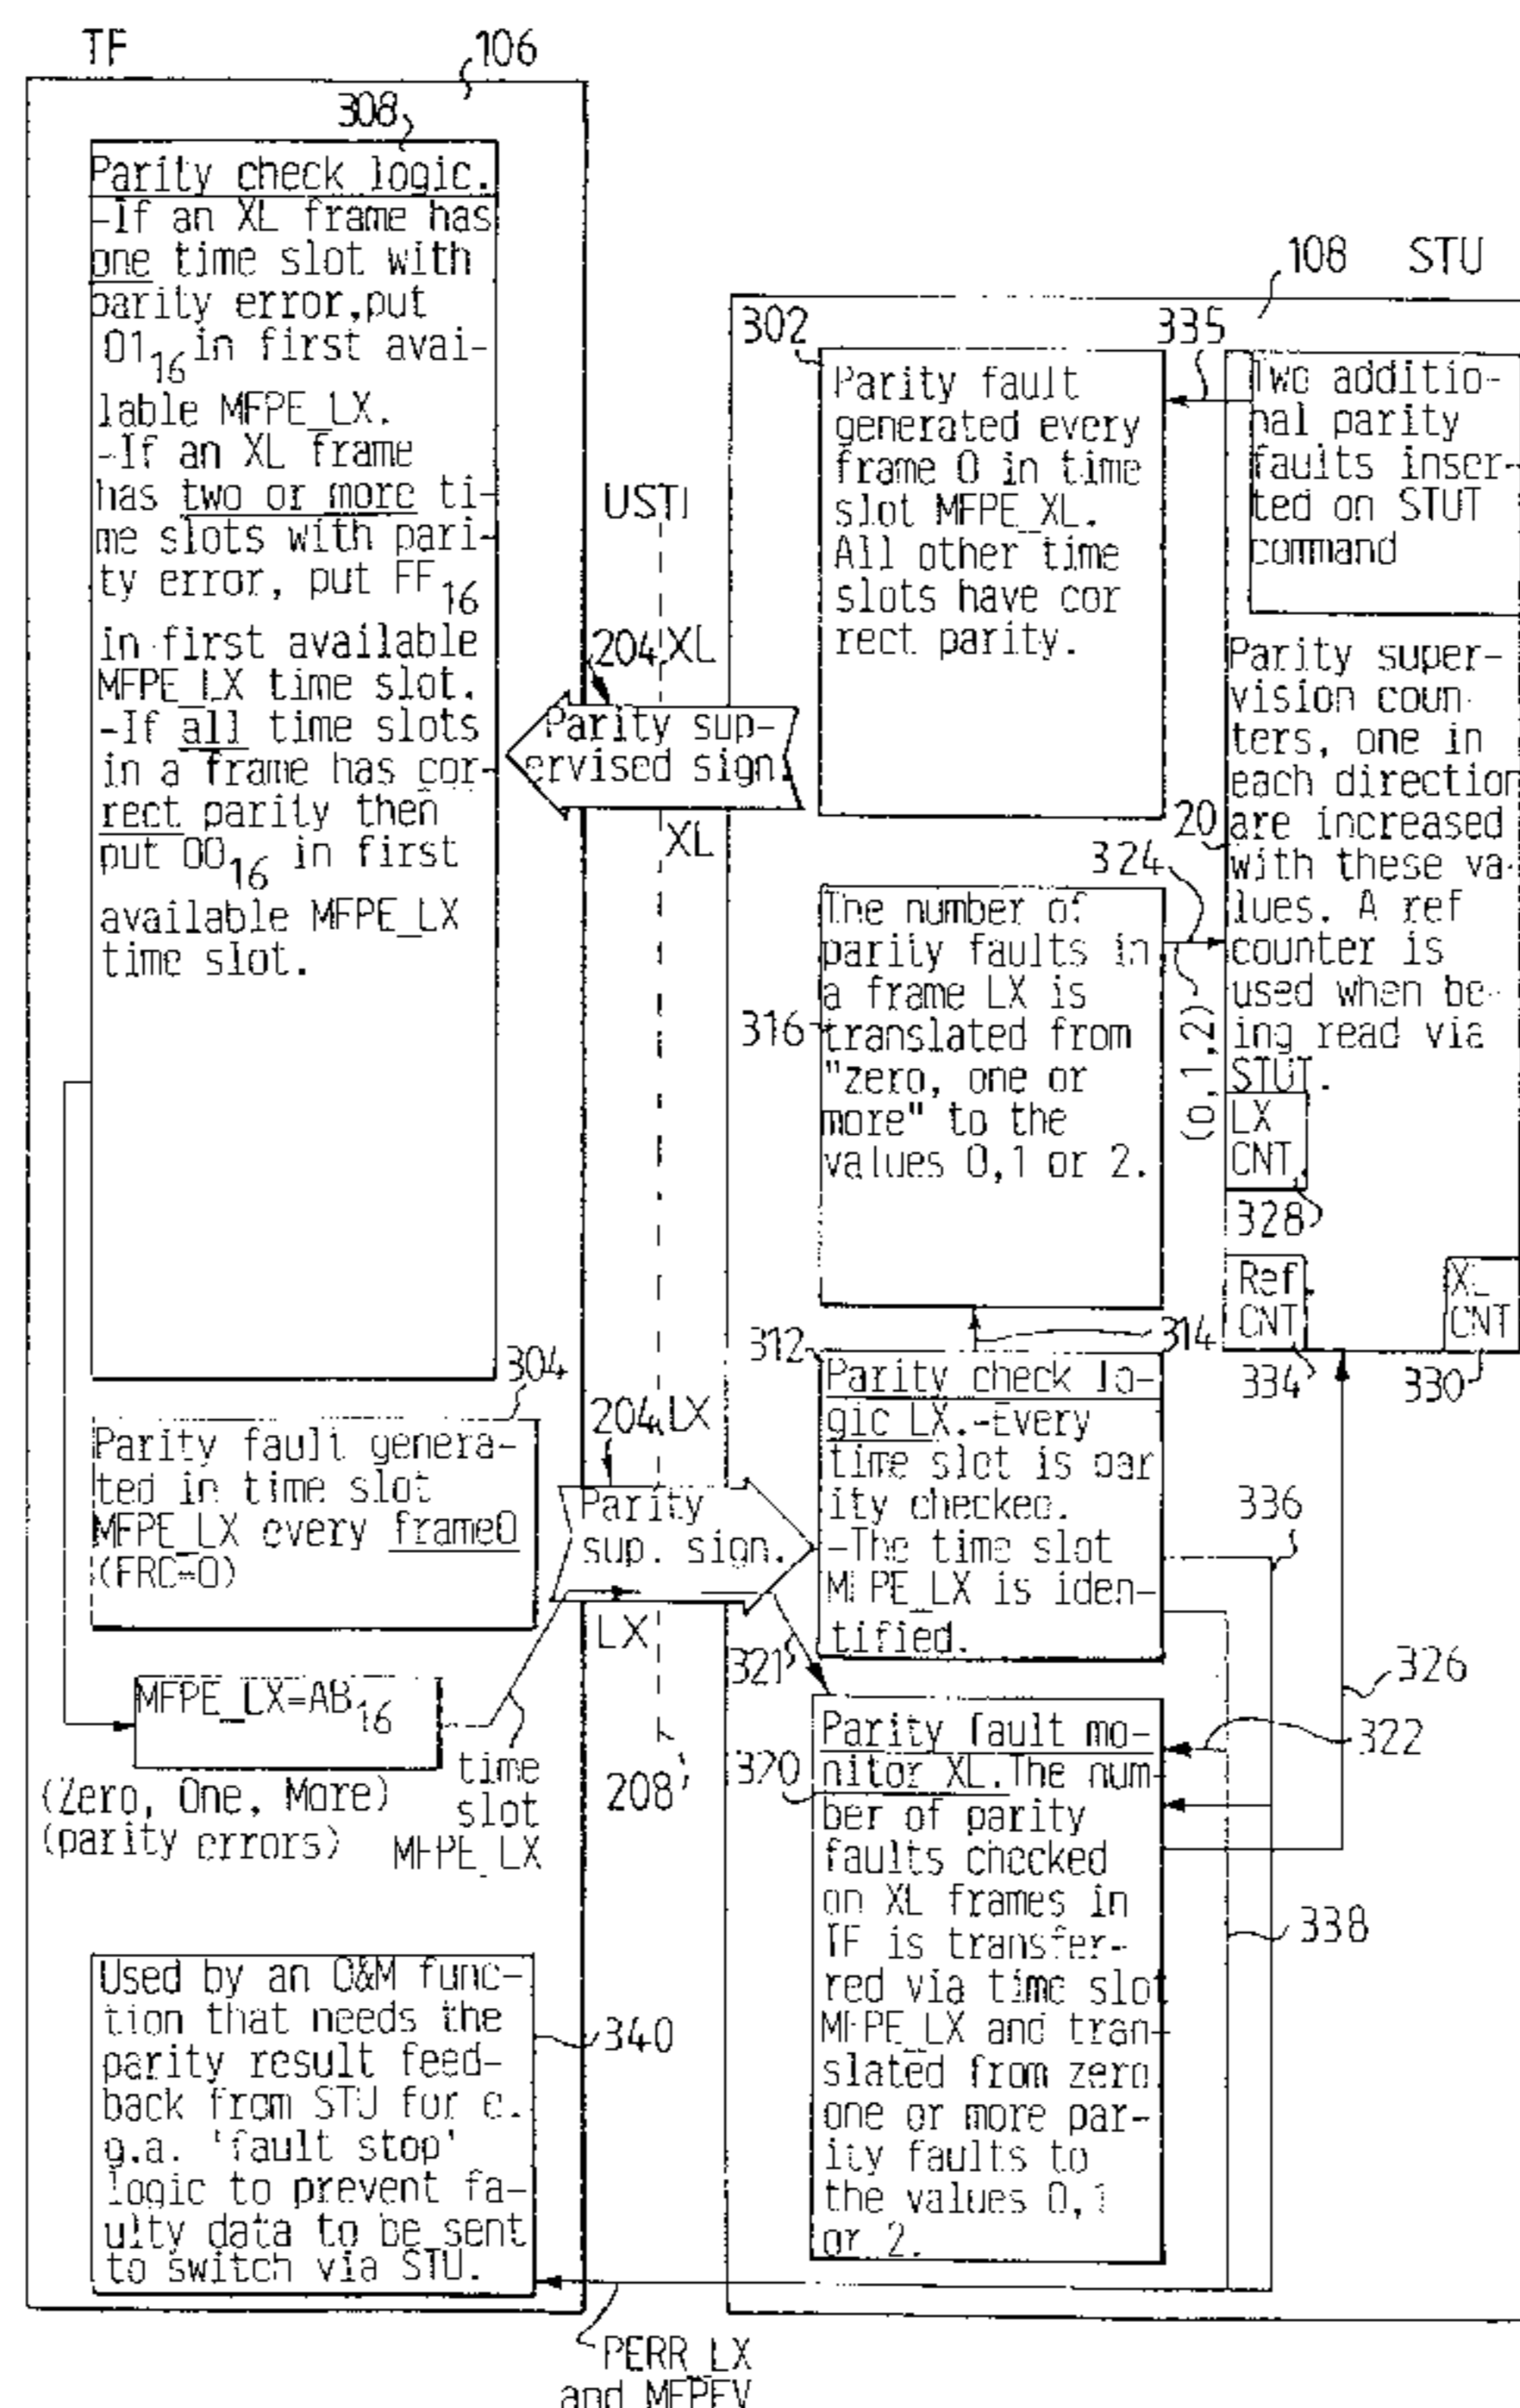 TF
106
308
Parity check logic.
-If an XL frame has
one time slot with
parity error,put
01₁₆ in first avai-
lable MFPE_LX.
-If an XL frame
has two or more ti-
me slots with pari-
ty error, put FF₁₆
in first available
MFPE_LX time slot.
-If all time slots
in a frame has cor-
rect parity then
put 00₁₆ in first
available MFPE_LX
time slot.
304
Parity fault genera-
ted in time slot
MFPE_LX every frame0
(FRC=0)
MFPE_LX=AB₁₆
(Zero, One, More)
(parity errors)
time
slot
MFPE_LX
Used by an O&M func-
tion that needs the
parity result feed-
back from STU for e.
g.a. 'fault stop'
logic to prevent fa-
ulty data to be sent
to switch via STU.
340
USTI
204,XL
Parity sup-
ervised sign.
XL
204,LX
Parity
sup. sign.
LX
208
321
PERR_LX
and MFPEV
108 STU
302
Parity fault
generated every
frame 0 in time
slot MFPE_XL.
All other time
slots have cor
rect parity.
335
Two additio-
nal parity
faults inser-
ted on STUT
command
316
The number of
parity faults in
a frame LX is
translated from
"zero, one or
more" to the
values 0,1 or 2.
324
(0,1,2)
20
Parity super-
vision coun-
ters, one in
each direction
are increased
with these va-
lues. A ref
counter is
used when be-
ing read via
STUT.
LX
CNT.
328
Ref
CNT
334
XL
CNT
330
314
312
Parity check lo-
gic LX.-Every
time slot is par
ity checked.
-The time slot
MFPE_LX is iden-
tified.
336
326
322
320
Parity fault mo-
nitor XL.The num-
ber of parity
faults checked
on XL frames in
TF is transfer-
red via time slot
MFPE_LX and tran-
slated from zero,
one or more par-
ity faults to
the values 0,1
or 2.
338